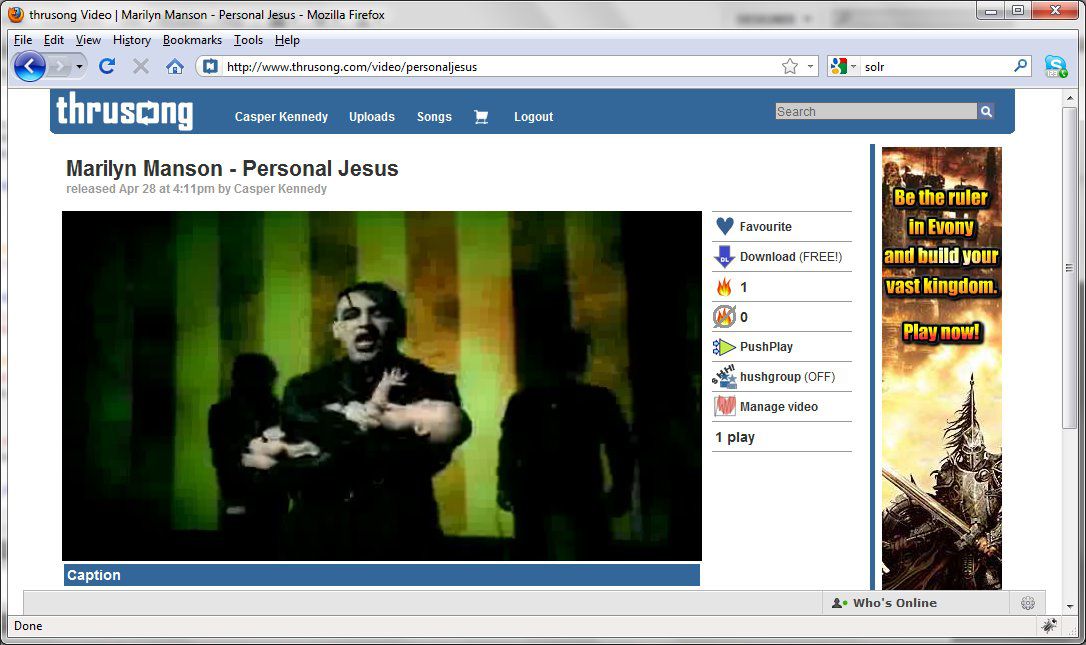 thrusong Video | Marilyn Manson - Personal Jesus - Mozilla Firefox
File Edit View History Bookmarks Tools Help
http://www.thrusong.com/video/personaljesus
solr
thrusong
Casper Kennedy Uploads Songs Logout
Search
Marilyn Manson - Personal Jesus
released Apr 28 at 4:11pm by Casper Kennedy
Favourite
DL Download (FREE!)
1
0
PushPlay
hushgroup (OFF)
Manage video
1 play
Caption
Be the ruler
in Evony
and build your
vast kingdom.
Play now!
Who's Online
Done